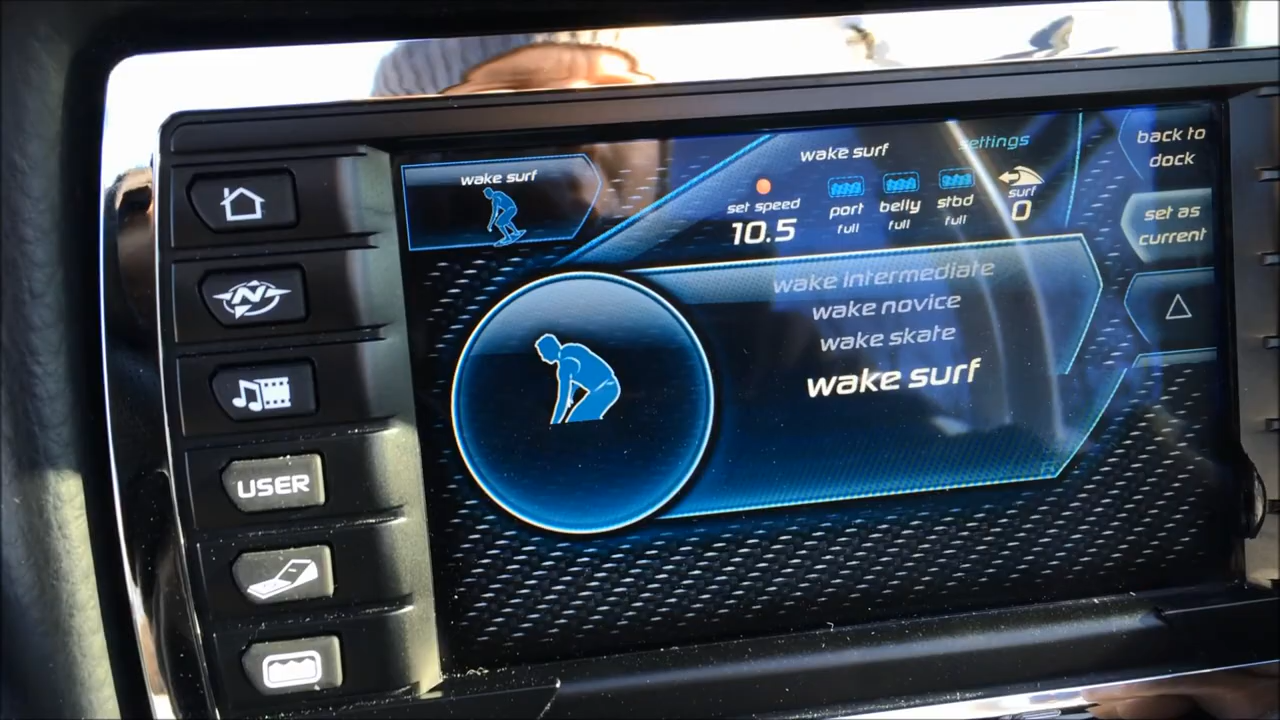 wake surf
wake surf
settings
set speed
10.5
port
full
belly
full
stbd
full
surf
0
back to
dock
set as
current
wake intermediate
wake novice
wake skate
wake surf
N
USER